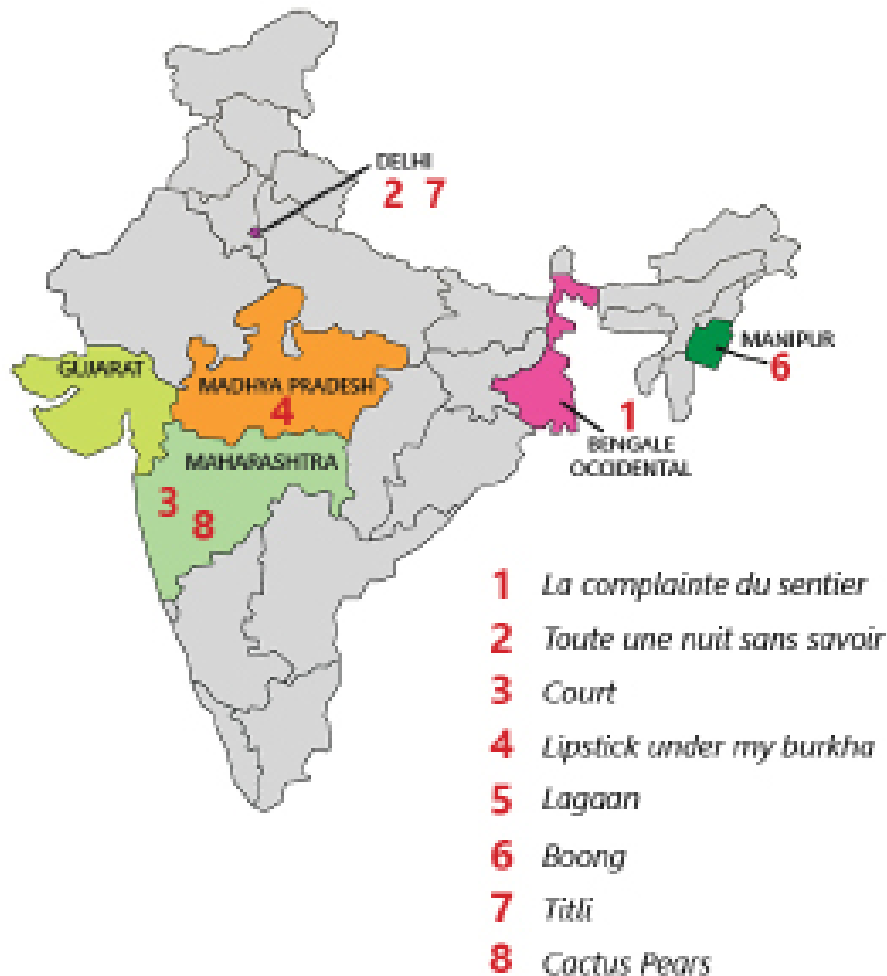 DELHI
2 7
MANIPUR
6
GUJARAT
MADHYA PRADESH
4
1
BENGALE
OCCIDENTAL
MAHARASHTRA
3
8
1 La complainte du sentier
2 Toute une nuit sans savoir
3 Court
4 Lipstick under my burkha
5 Lagaan
6 Boong
7 Titli
8 Cactus Pears